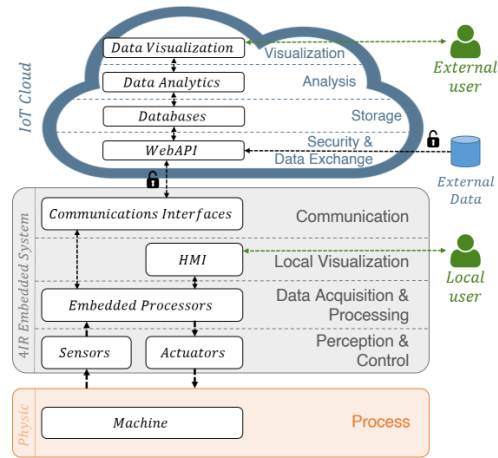 IoT Cloud
Data Visualization
Visualization
Data Analytics
Analysis
Databases
Storage
WebAPI
Security &
Data Exchange
External
user
External
Data
4IR Embedded System
Communications Interfaces
Communication
HMI
Local Visualization
Local
user
Embedded Processors
Data Acquisition &
Processing
Sensors
Actuators
Perception &
Control
Physic
Machine
Process